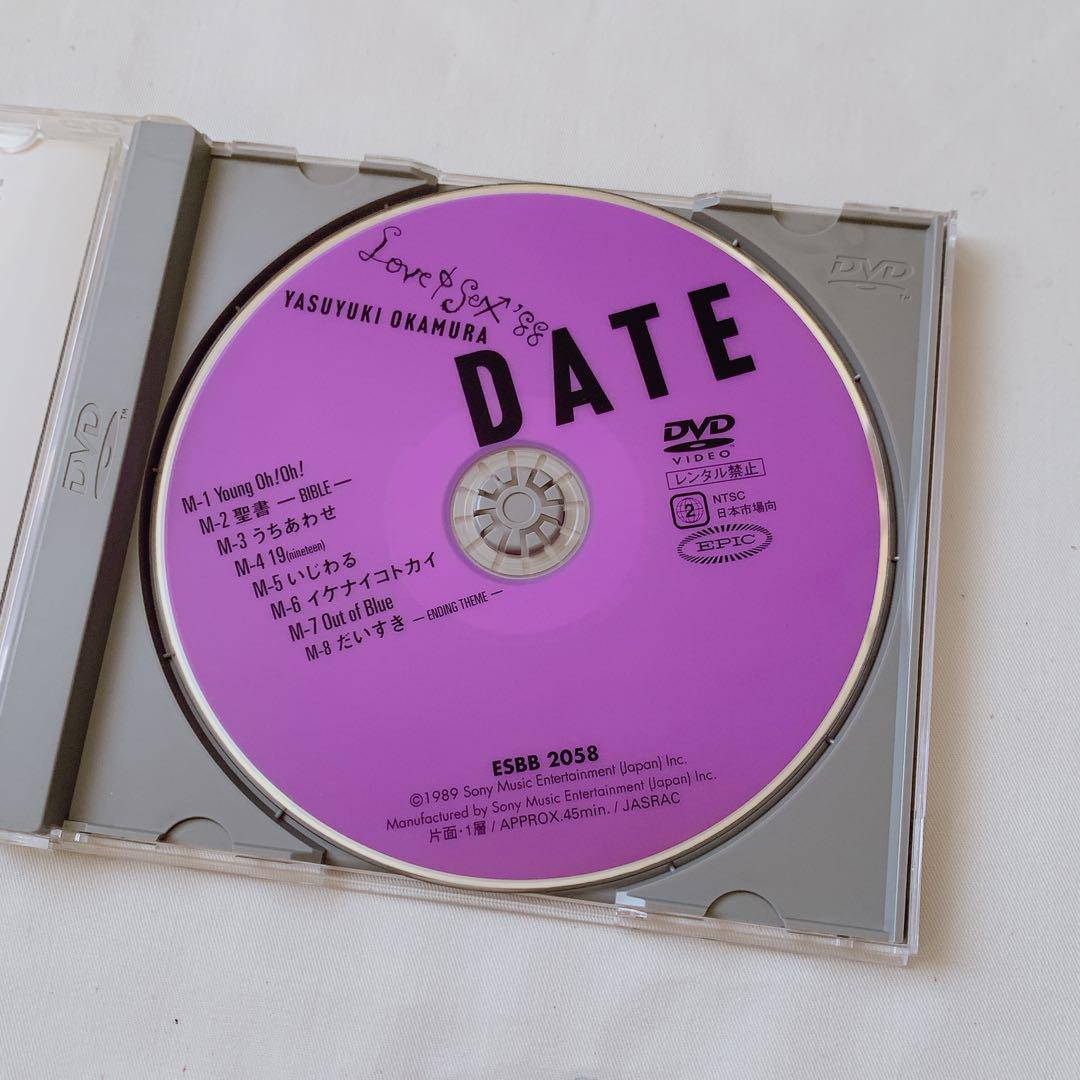 Love & Sex '88
YASUYUKI OKAMURA
DATE
DVD
VIDEO
レンタル禁止
2
NTSC
日本市場向
EPIC
M-1 Young Oh!Oh!
M-2 聖書 — BIBLE —
M-3 うちあわせ
M-4 19(nineteen)
M-5 いじわる
M-6 イケナイコトカイ
M-7 Out of Blue
M-8 だいすき — ENDING THEME —
ESBB 2058
©1989 Sony Music Entertainment (Japan) Inc.
Manufactured by Sony Music Entertainment (Japan) Inc.
片面・1層 / APPROX.45min. / JASRAC
DVD™
DVD™